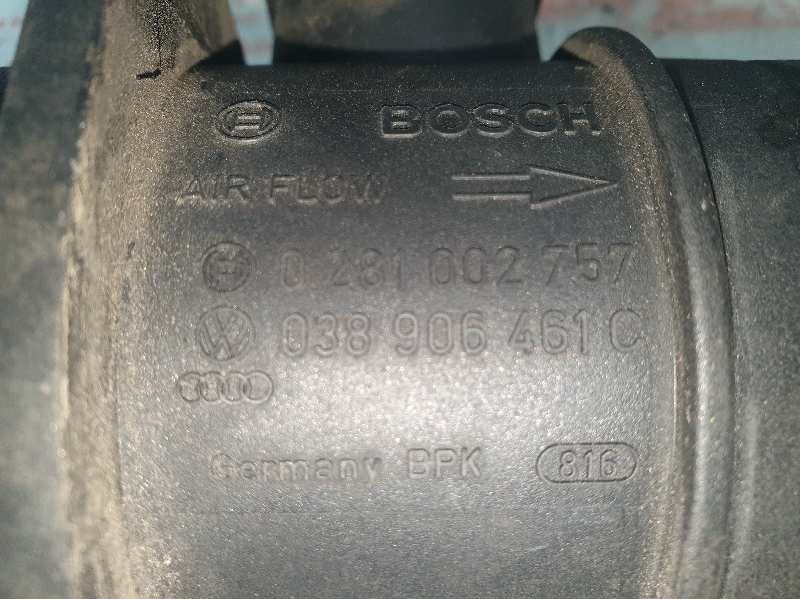 BOSCH
AIR FLOW
0 281 002 757
038 906 461 C
Germany BPK 816